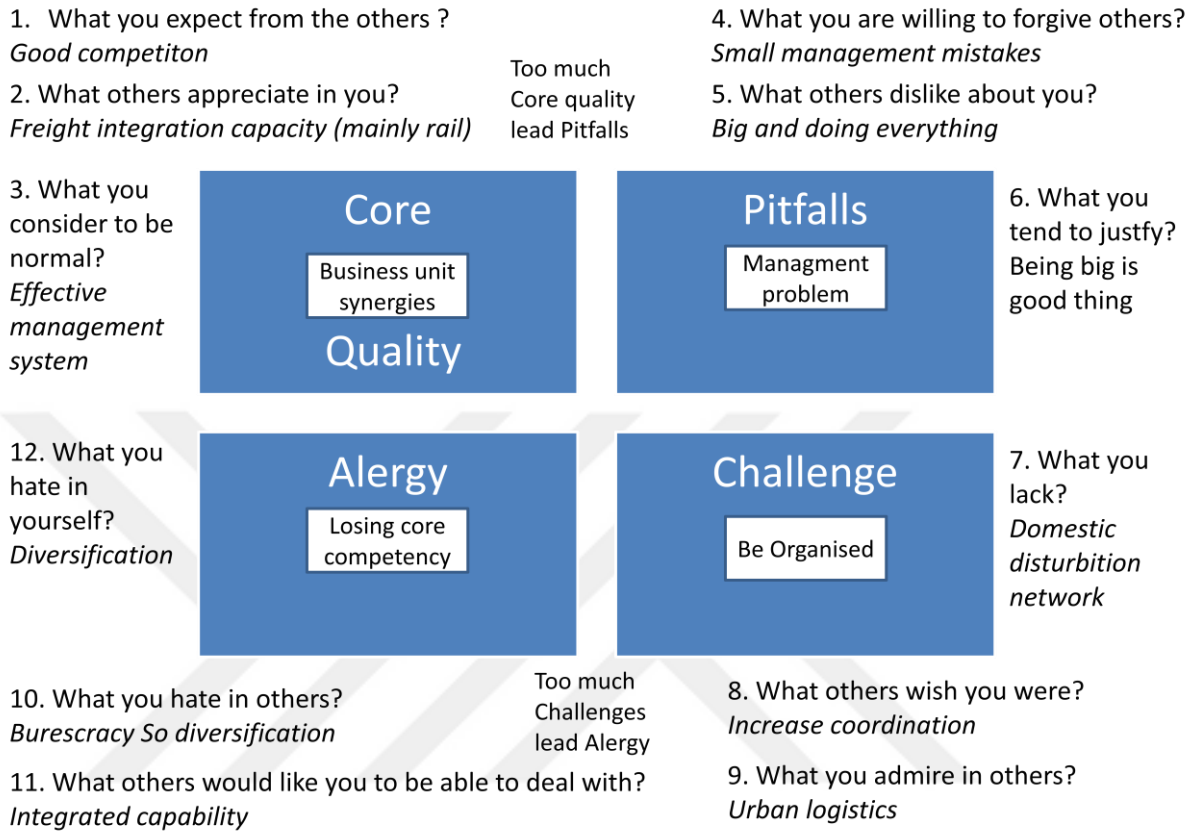 1. What you expect from the others ?
Good competiton
2. What others appreciate in you?
Freight integration capacity (mainly rail)
Too much
Core quality
lead Pitfalls
4. What you are willing to forgive others?
Small management mistakes
5. What others dislike about you?
Big and doing everything
3. What you
consider to be
normal?
Effective
management
system
Core
Business unit
synergies
Quality
Pitfalls
Managment
problem
6. What you
tend to justfy?
Being big is
good thing
12. What you
hate in
yourself?
Diversification
Alergy
Losing core
competency
Challenge
Be Organised
7. What you
lack?
Domestic
disturbition
network
10. What you hate in others?
Burescracy So diversification
11. What others would like you to be able to deal with?
Integrated capability
Too much
Challenges
lead Alergy
8. What others wish you were?
Increase coordination
9. What you admire in others?
Urban logistics